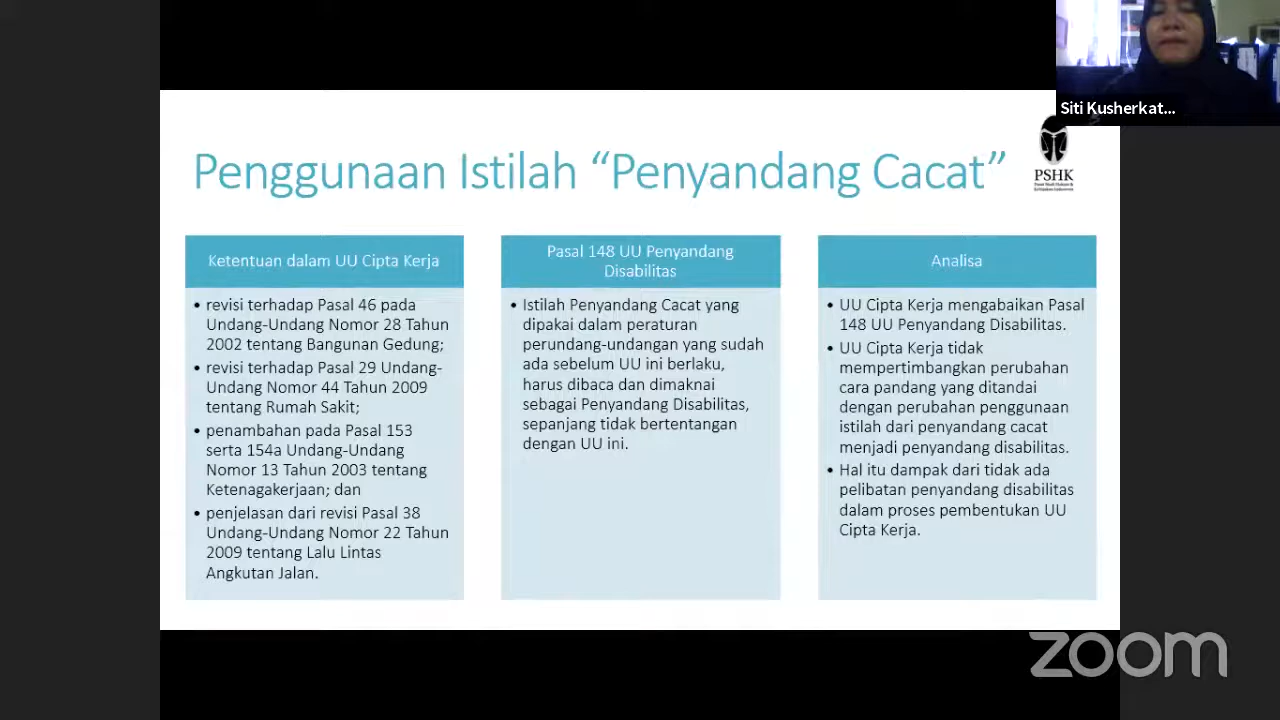 Siti Kusherkat...
Penggunaan Istilah “Penyandang Cacat”
PSHK
Ketentuan dalam UU Cipta Kerja
• revisi terhadap Pasal 46 pada
Undang-Undang Nomor 28 Tahun
2002 tentang Bangunan Gedung;
• revisi terhadap Pasal 29 Undang-
Undang Nomor 44 Tahun 2009
tentang Rumah Sakit;
• penambahan pada Pasal 153
serta 154a Undang-Undang
Nomor 13 Tahun 2003 tentang
Ketenagakerjaan; dan
• penjelasan dari revisi Pasal 38
Undang-Undang Nomor 22 Tahun
2009 tentang Lalu Lintas
Angkutan Jalan.
Pasal 148 UU Penyandang
Disabilitas
• Istilah Penyandang Cacat yang
dipakai dalam peraturan
perundang-undangan yang sudah
ada sebelum UU ini berlaku,
harus dibaca dan dimaknai
sebagai Penyandang Disabilitas,
sepanjang tidak bertentangan
dengan UU ini.
Analisa
• UU Cipta Kerja mengabaikan Pasal
148 UU Penyandang Disabilitas.
• UU Cipta Kerja tidak
mempertimbangkan perubahan
cara pandang yang ditandai
dengan perubahan penggunaan
istilah dari penyandang cacat
menjadi penyandang disabilitas.
• Hal itu dampak dari tidak ada
pelibatan penyandang disabilitas
dalam proses pembentukan UU
Cipta Kerja.
zoom